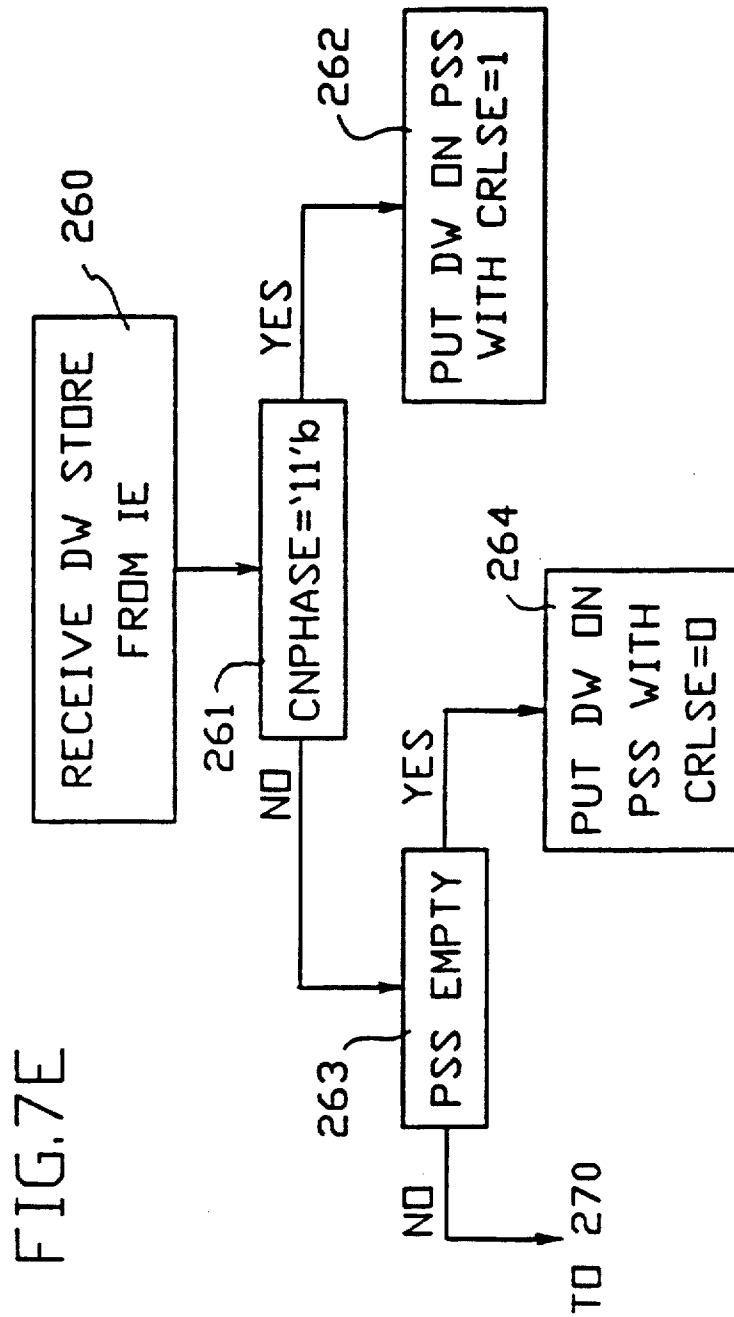 FIG.7E
RECEIVE DW STORE
FROM IE
260
261
CNPHASE='11'b
NO
YES
262
PUT DW ON PSS
WITH CRLSE=1
263
PSS EMPTY
NO
YES
264
PUT DW ON
PSS WITH
CRLSE=0
TO 270